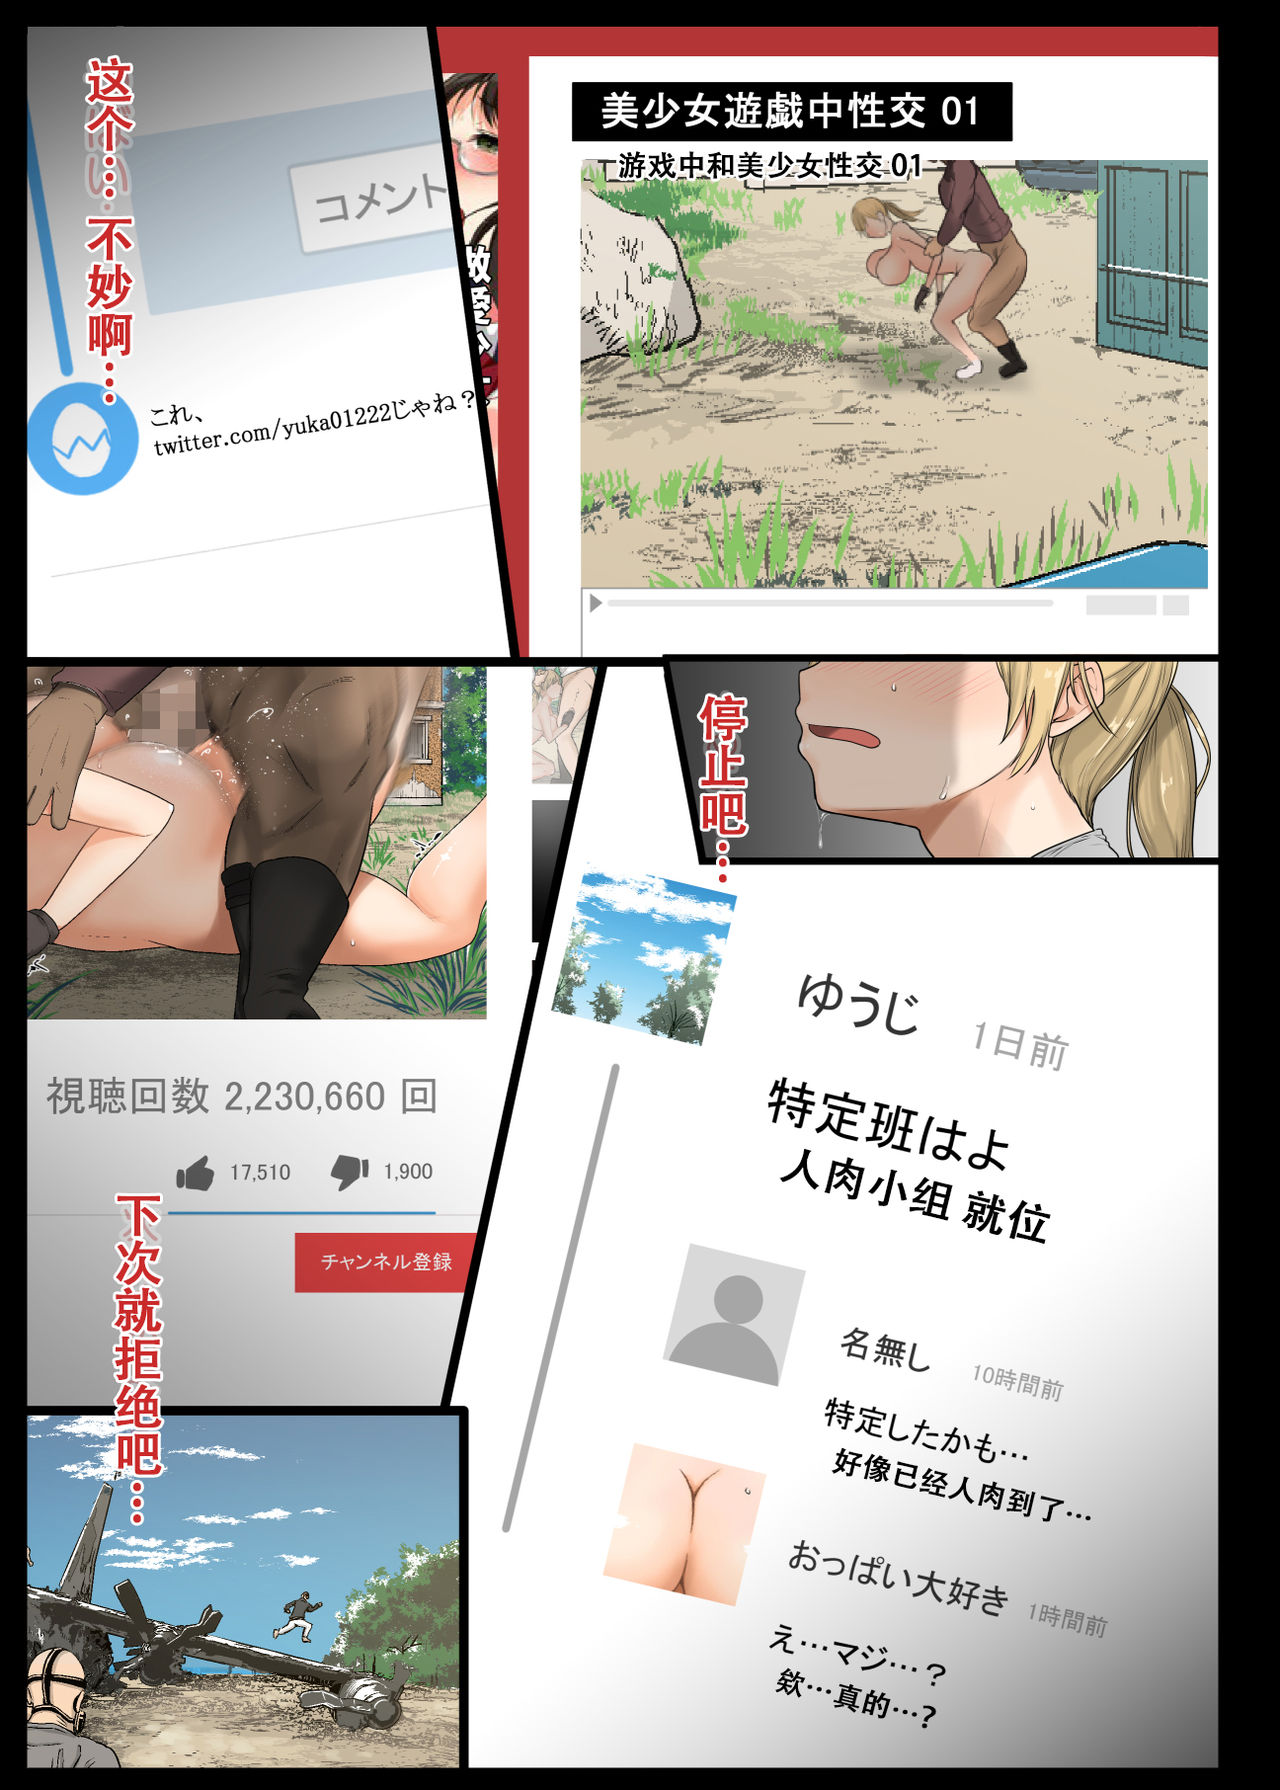 美少女遊戯中性交 01
游戏中和美少女性交 01
这个…不妙啊…
コメント
これ、
twitter.com/yuka01222じゃね？
停止吧…
視聴回数 2,230,660 回
17,510
1,900
チャンネル登録
下次就拒绝吧…
ゆうじ 1日前
特定班はよ
人肉小组 就位
名無し 10時間前
特定したかも…
好像已经人肉到了…
おっぱい大好き 1時間前
え…マジ…？
欸…真的…?